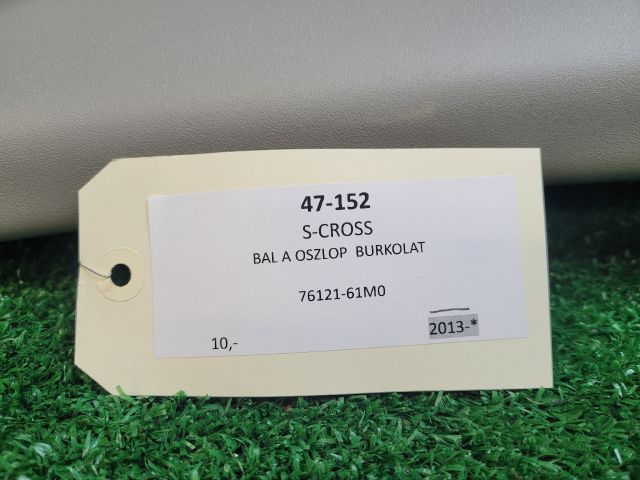 47-152
S-CROSS
BAL A OSZLOP BURKOLAT
76121-61M0
10,-
2013-*